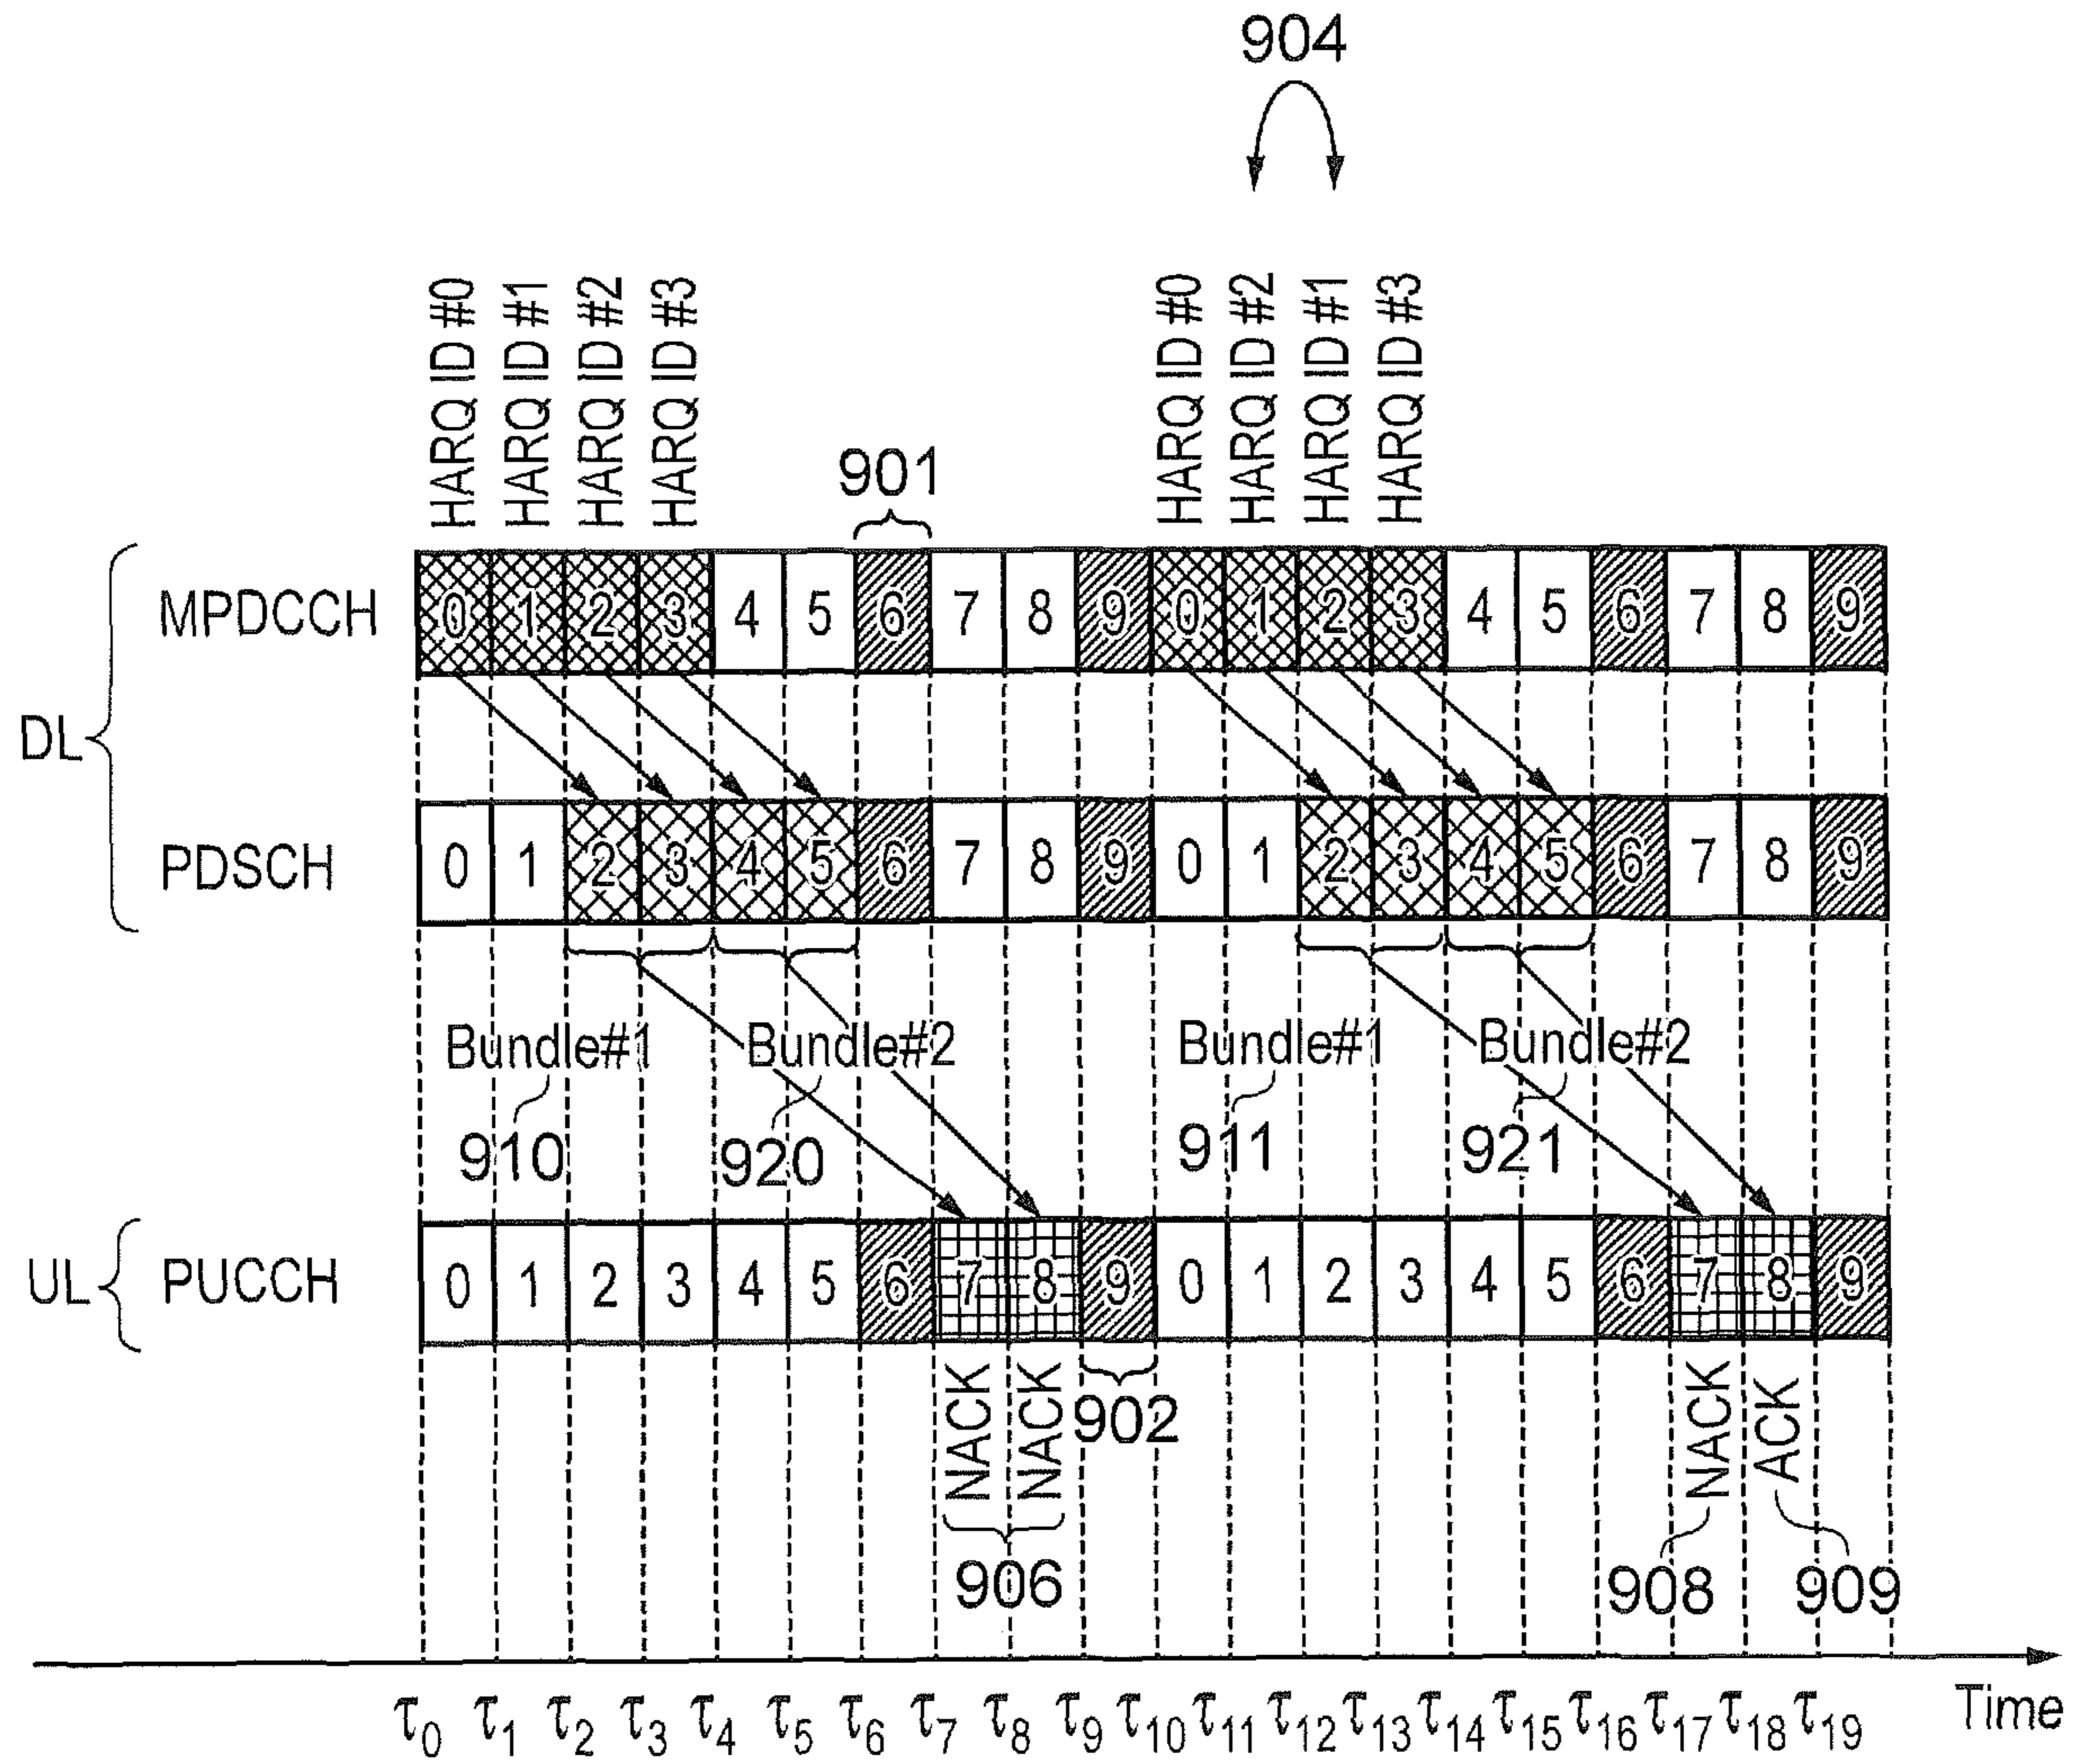 904
HARQ ID #0
HARQ ID #1
HARQ ID #2
HARQ ID #3
HARQ ID #0
HARQ ID #2
HARQ ID #1
HARQ ID #3
901
DL
MPDCCH 0 1 2 3 4 5 6 7 8 9 0 1 2 3 4 5 6 7 8 9
PDSCH 0 1 2 3 4 5 6 7 8 9 0 1 2 3 4 5 6 7 8 9
Bundle#1 Bundle#2 Bundle#1 Bundle#2
910 920 911 921
UL PUCCH 0 1 2 3 4 5 6 7 8 9 0 1 2 3 4 5 6 7 8 9
NACK
NACK
902
NACK
ACK
906 908 909
τ0 τ1 τ2 τ3 τ4 τ5 τ6 τ7 τ8 τ9 τ10 τ11 τ12 τ13 τ14 τ15 τ16 τ17 τ18 τ19 Time